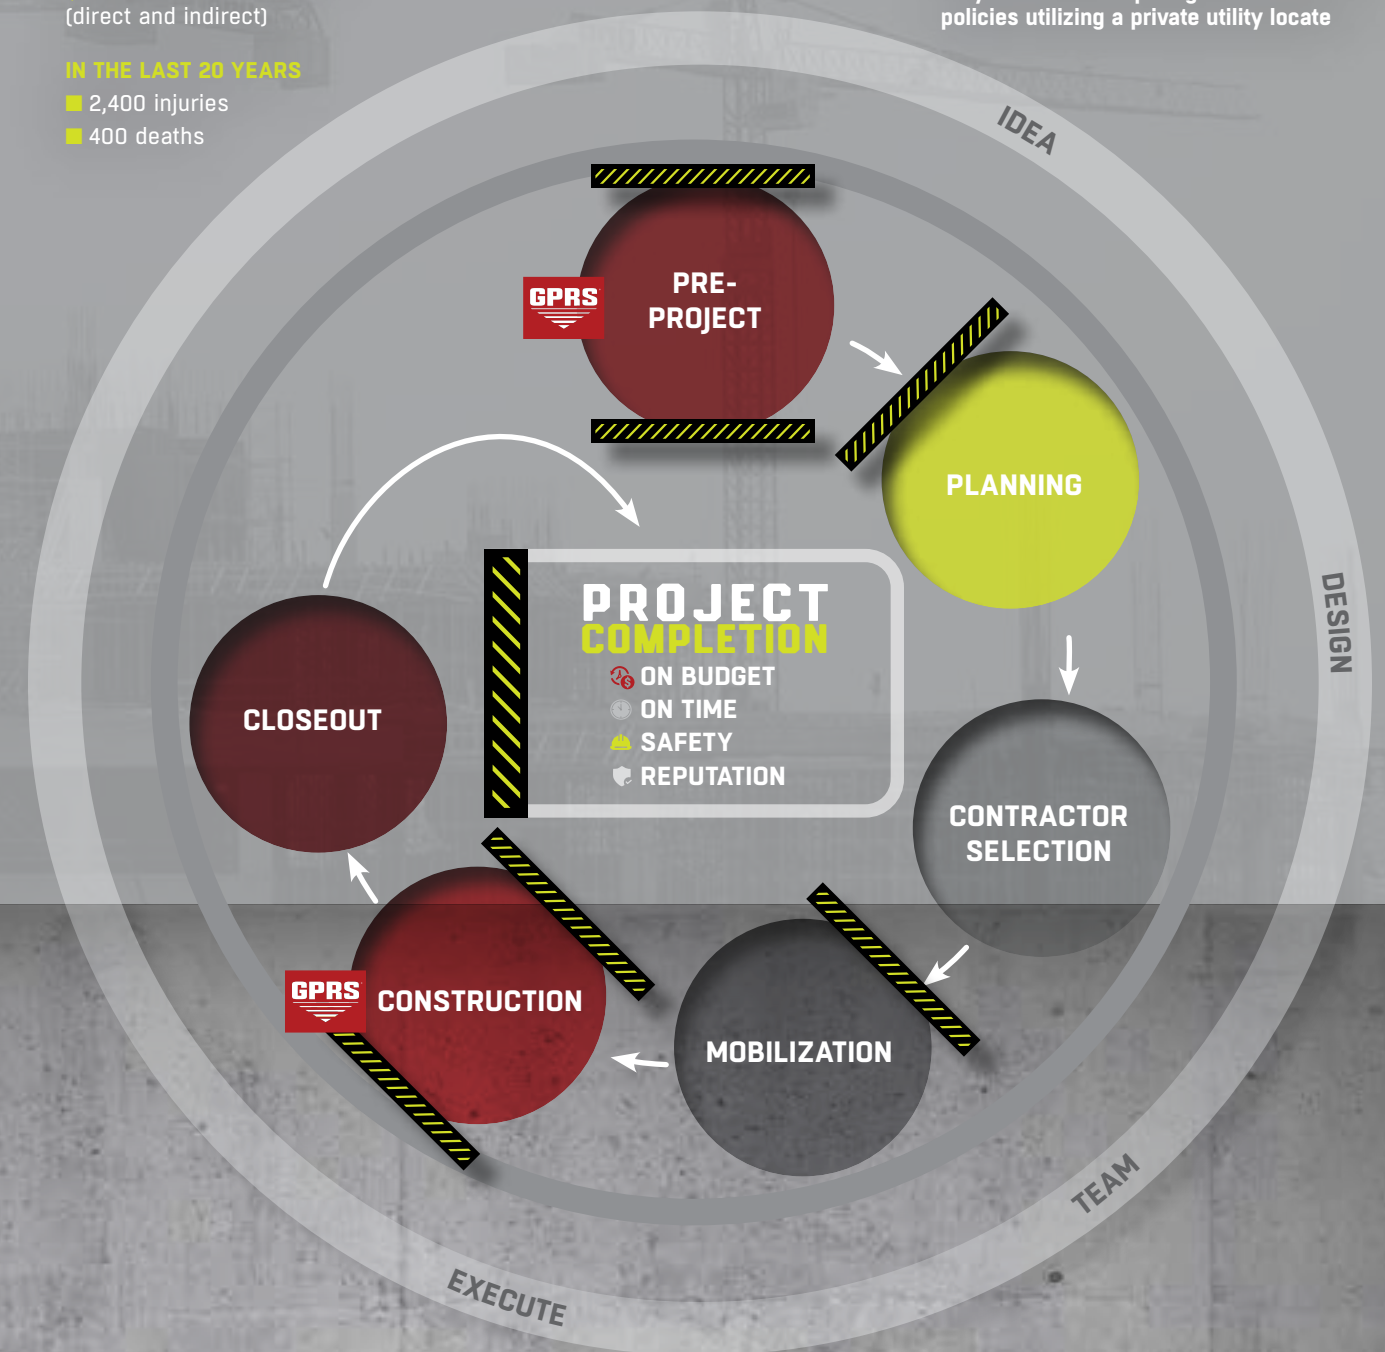 (direct and indirect)
policies utilizing a private utility locate
IN THE LAST 20 YEARS
2,400 injuries
400 deaths
IDEA
PRE-
PROJECT
GPRS
PLANNING
DESIGN
PROJECT
COMPLETION
ON BUDGET
ON TIME
SAFETY
REPUTATION
CLOSEOUT
CONTRACTOR
SELECTION
GPRS
CONSTRUCTION
MOBILIZATION
TEAM
EXECUTE